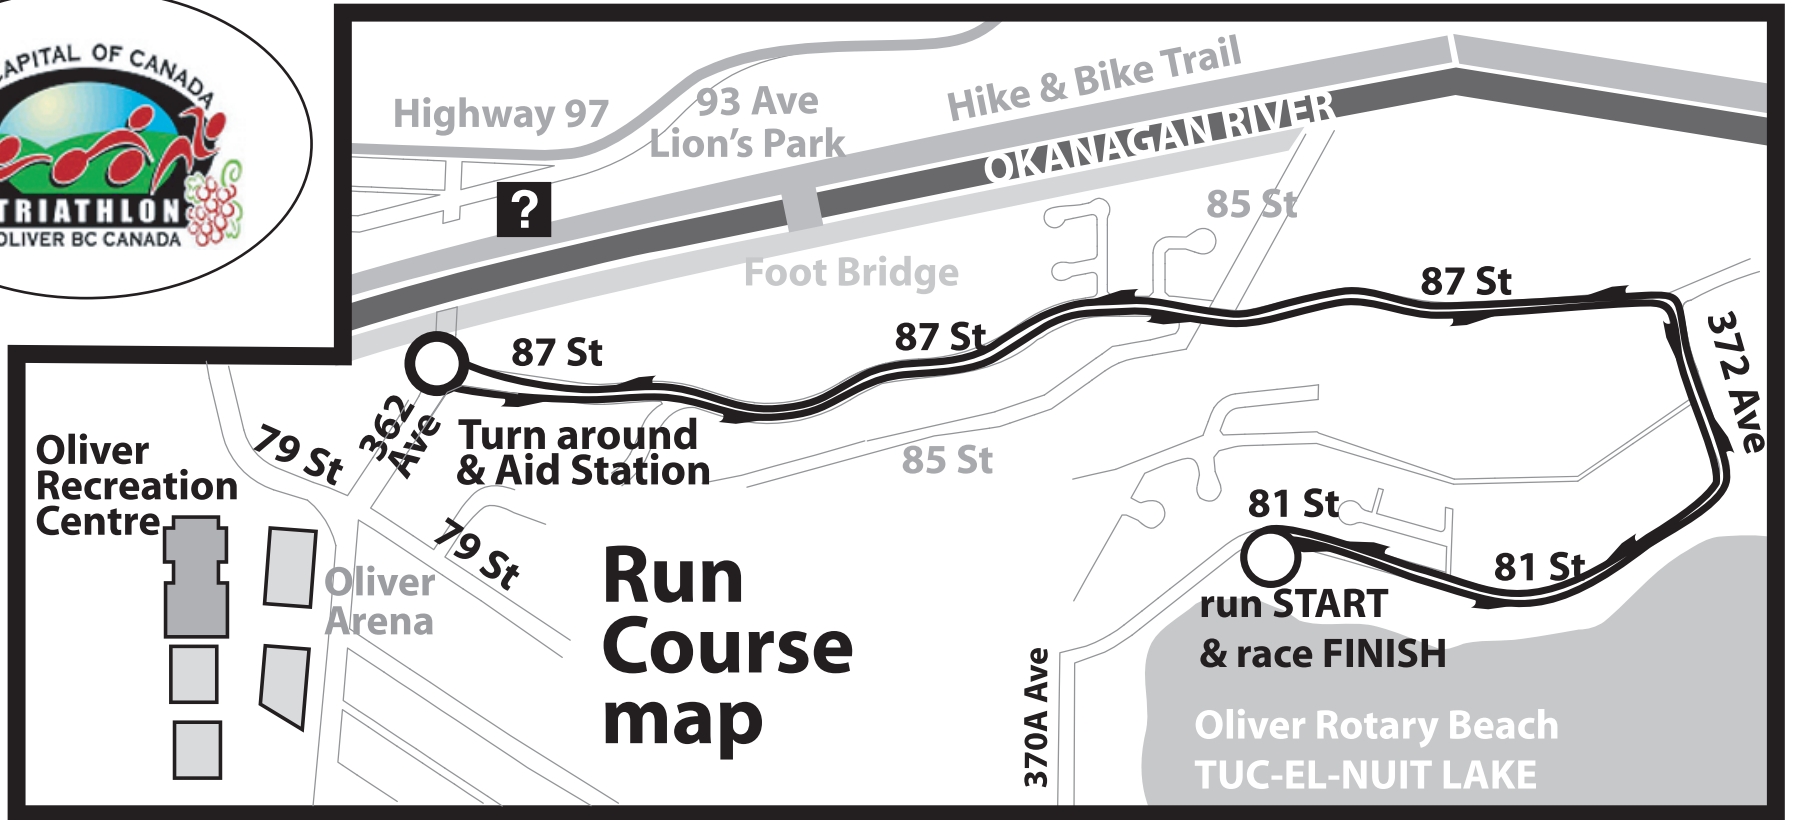 CAPITAL OF CANADA
TRIATHLON
OLIVER BC CANADA
Highway 97
93 Ave
Lion's Park
Hike & Bike Trail
OKANAGAN RIVER
?
85 St
Foot Bridge
87 St
87 St
87 St
372 Ave
362
Ave
Turn around
& Aid Station
79 St
Oliver
Recreation
Centre
85 St
81 St
79 St
81 St
Oliver
Arena
Run
Course
map
run START
& race FINISH
370A Ave
Oliver Rotary Beach
TUC-EL-NUIT LAKE